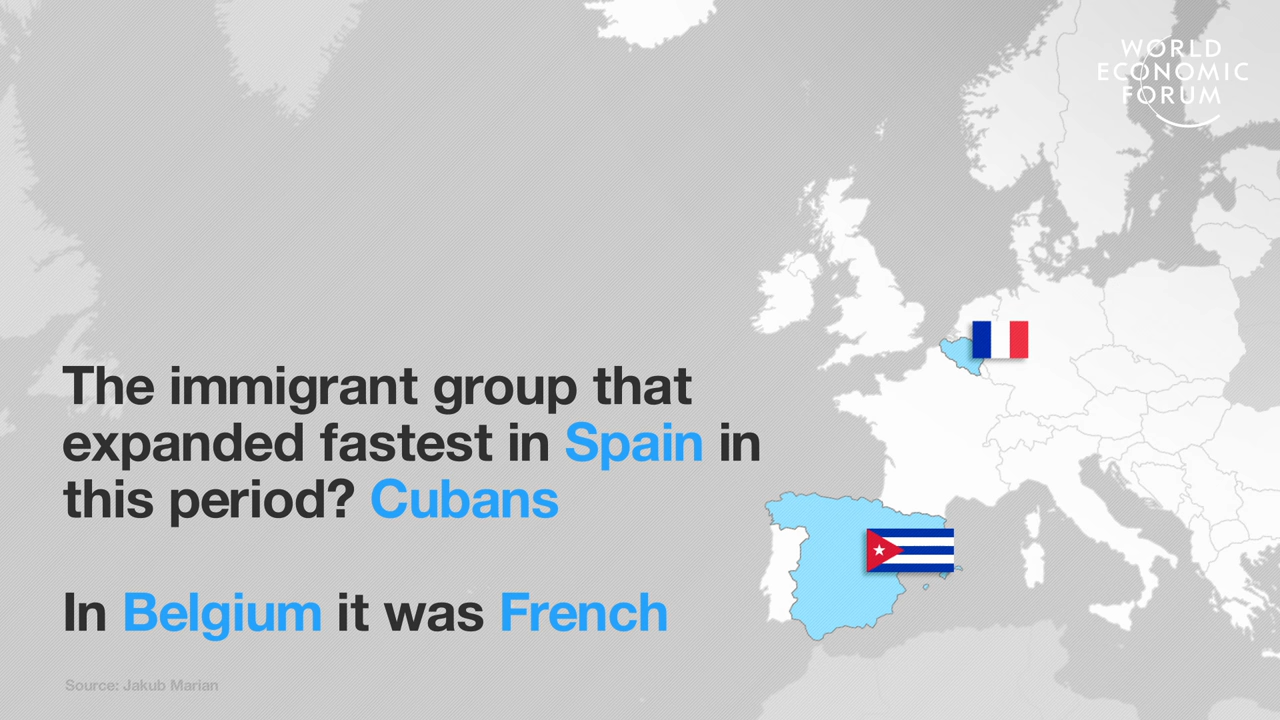 WORLD
ECONOMIC
FORUM
The immigrant group that
expanded fastest in Spain in
this period? Cubans
In Belgium it was French
Source: Jakub Marian